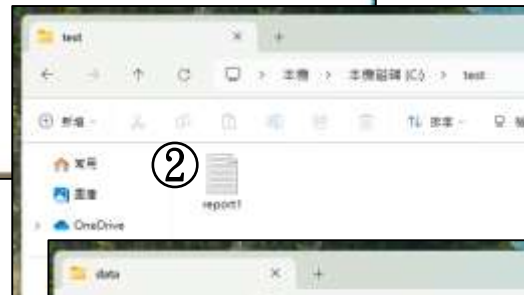 test
本機 > 本機磁碟 (C:) > test
新增
排序
常用
②
圖庫
report1
OneDrive
data